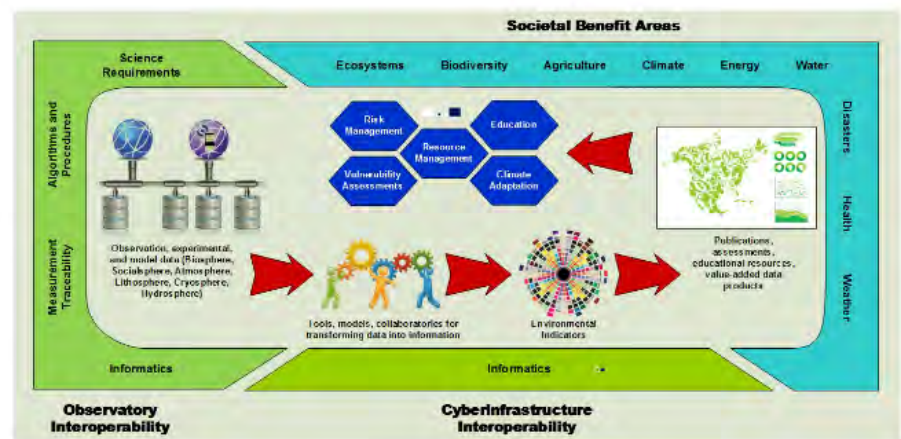 Societal Benefit Areas
Science
Requirements
Ecosystems
Biodiversity
Agriculture
Climate
Energy
Water
Algorithms and
Procedures
Risk
Management
Education
Resource
Management
Vulnerability
Assessments
Climate
Adaptation
Disasters
Health
Weather
Measurement
Traceability
Observation, experimental,
and model data (Biosphere,
Socialsphere, Atmosphere,
Lithosphere, Cryosphere,
Hydrosphere)
Tools, models, collaboratories for
transforming data into information
Environmental
Indicators
Publications,
assessments,
educational resources,
value-added data
products
Informatics
Informatics
Observatory
Interoperability
CyberInfrastructure
Interoperability